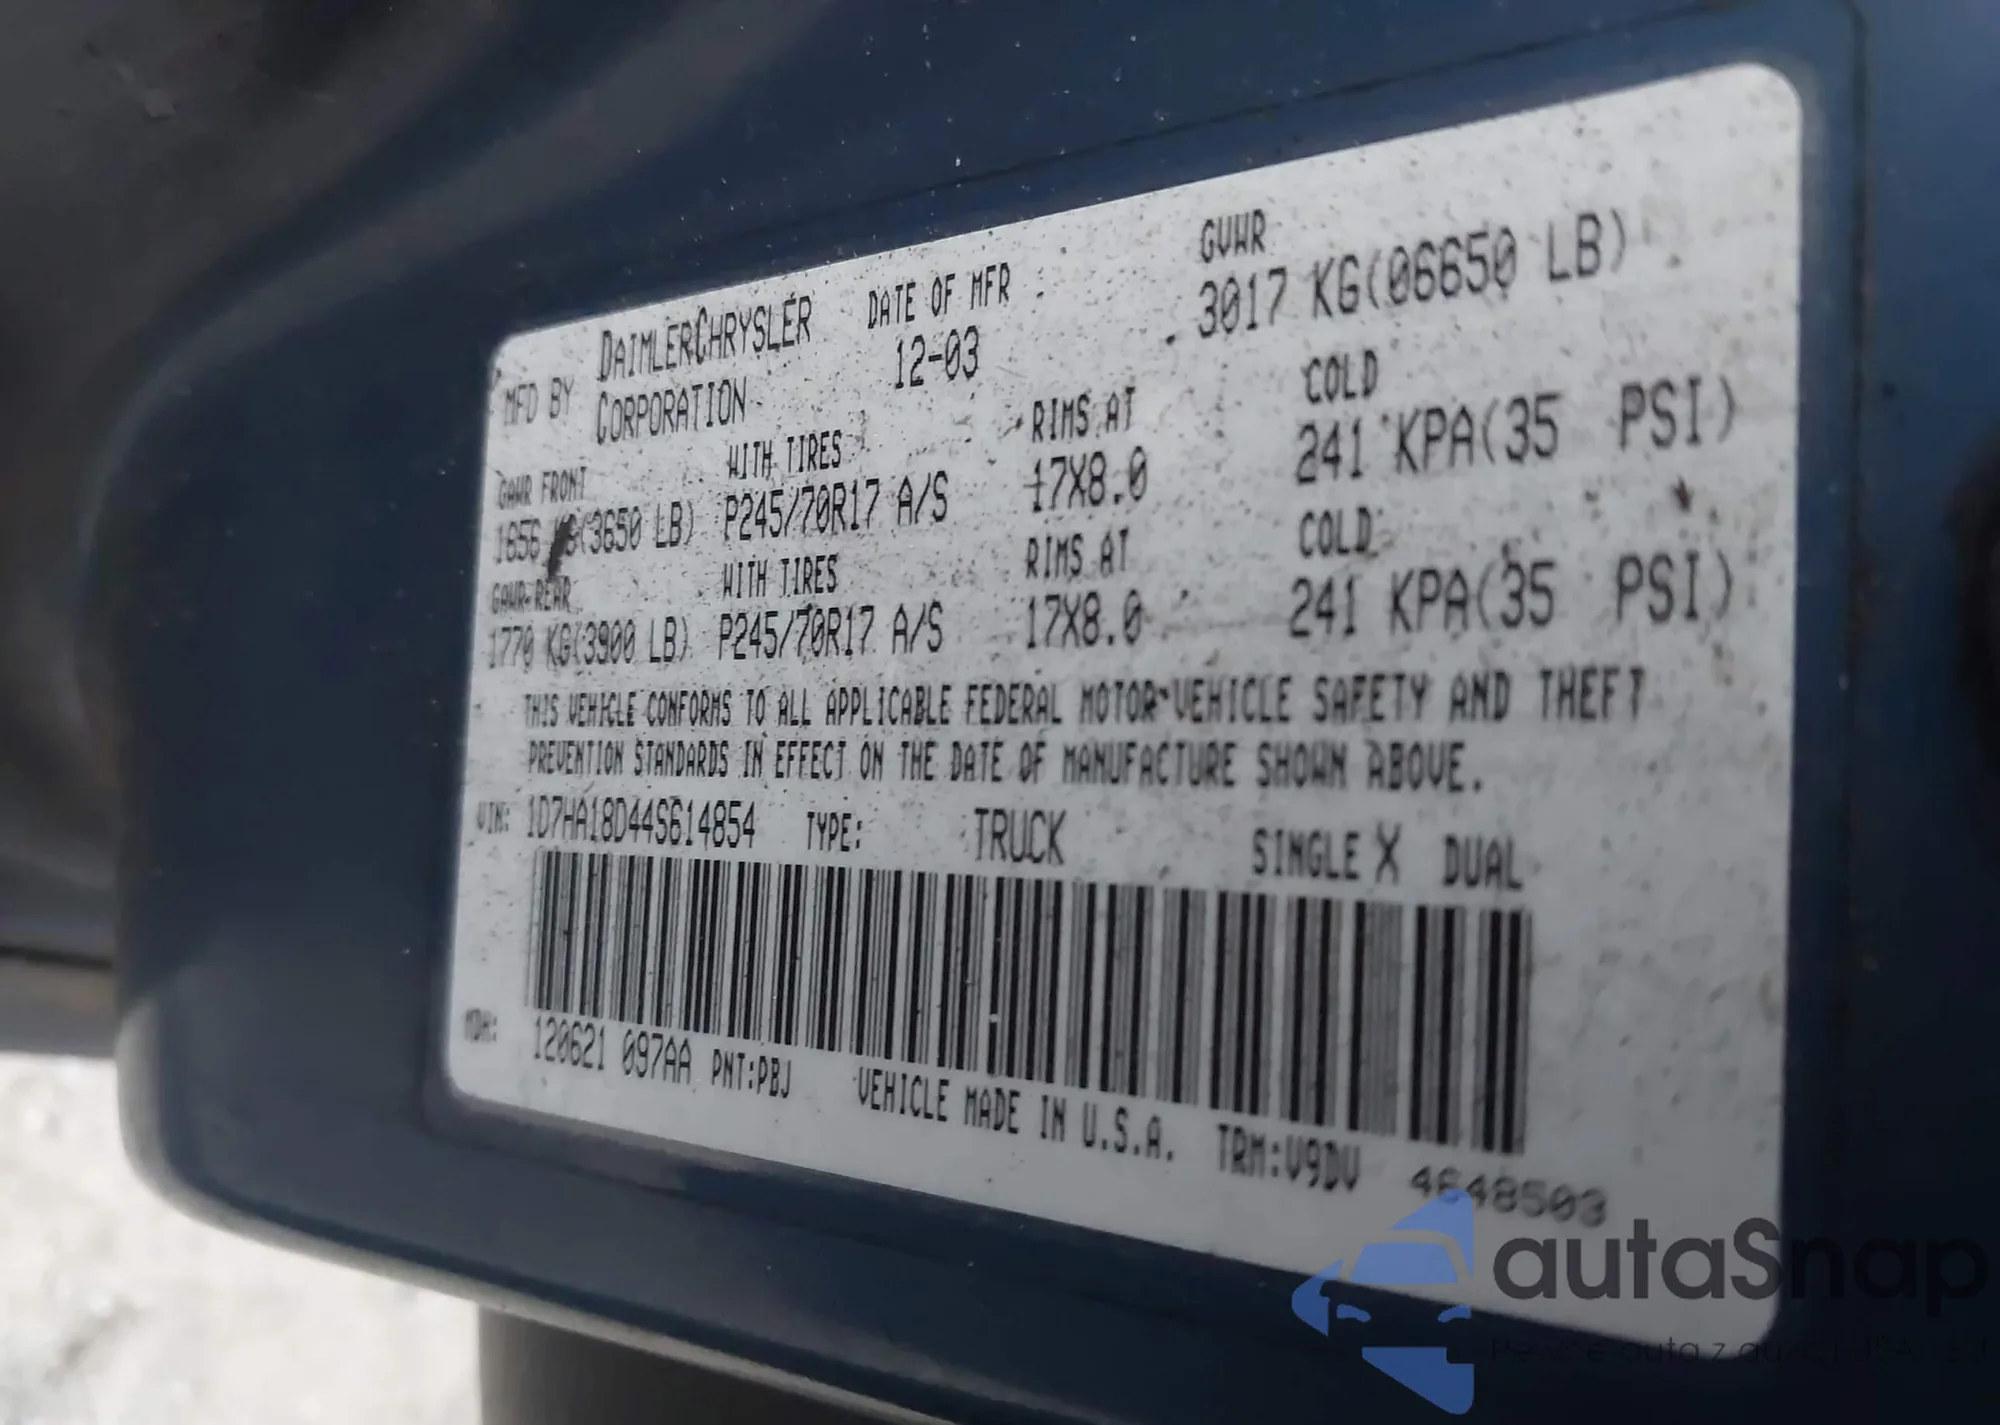 MFD BY DAIMLERCHRYSLER CORPORATION DATE OF MFR 12-03 GVWR 3017 KG(06650 LB)
GAWR FRONT WITH TIRES RIMS AT COLD
1856 KG(3650 LB) P245/70R17 A/S 17X8.0 241 KPA(35 PSI)
GAWR REAR WITH TIRES RIMS AT COLD
1770 KG(3900 LB) P245/70R17 A/S 17X8.0 241 KPA(35 PSI)
THIS VEHICLE CONFORMS TO ALL APPLICABLE FEDERAL MOTOR VEHICLE SAFETY AND THEFT
PREVENTION STANDARDS IN EFFECT ON THE DATE OF MANUFACTURE SHOWN ABOVE.
VIN: 1D7HA18D44S614854 TYPE: TRUCK SINGLE X DUAL
MDH: 120621 097AA PNT:PBJ VEHICLE MADE IN U.S.A. TRM:V9DV 4648503
autaSnap